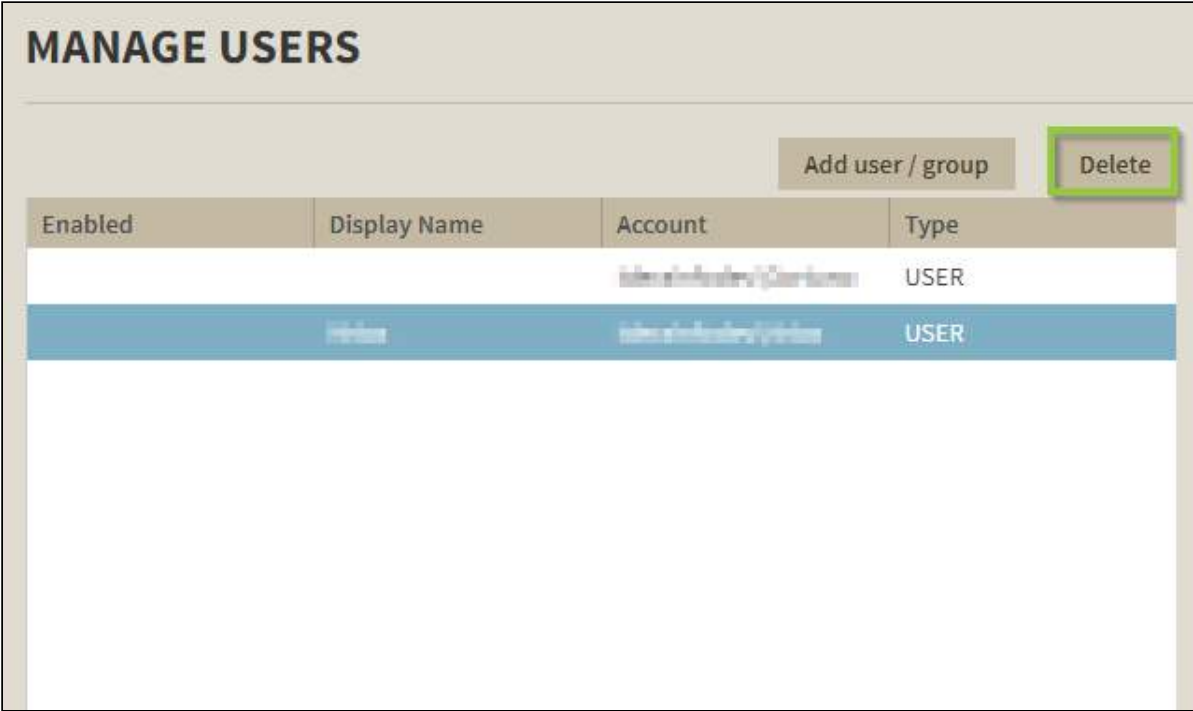 MANAGE USERS
Add user / group Delete
Enabled Display Name Account Type
USER
USER